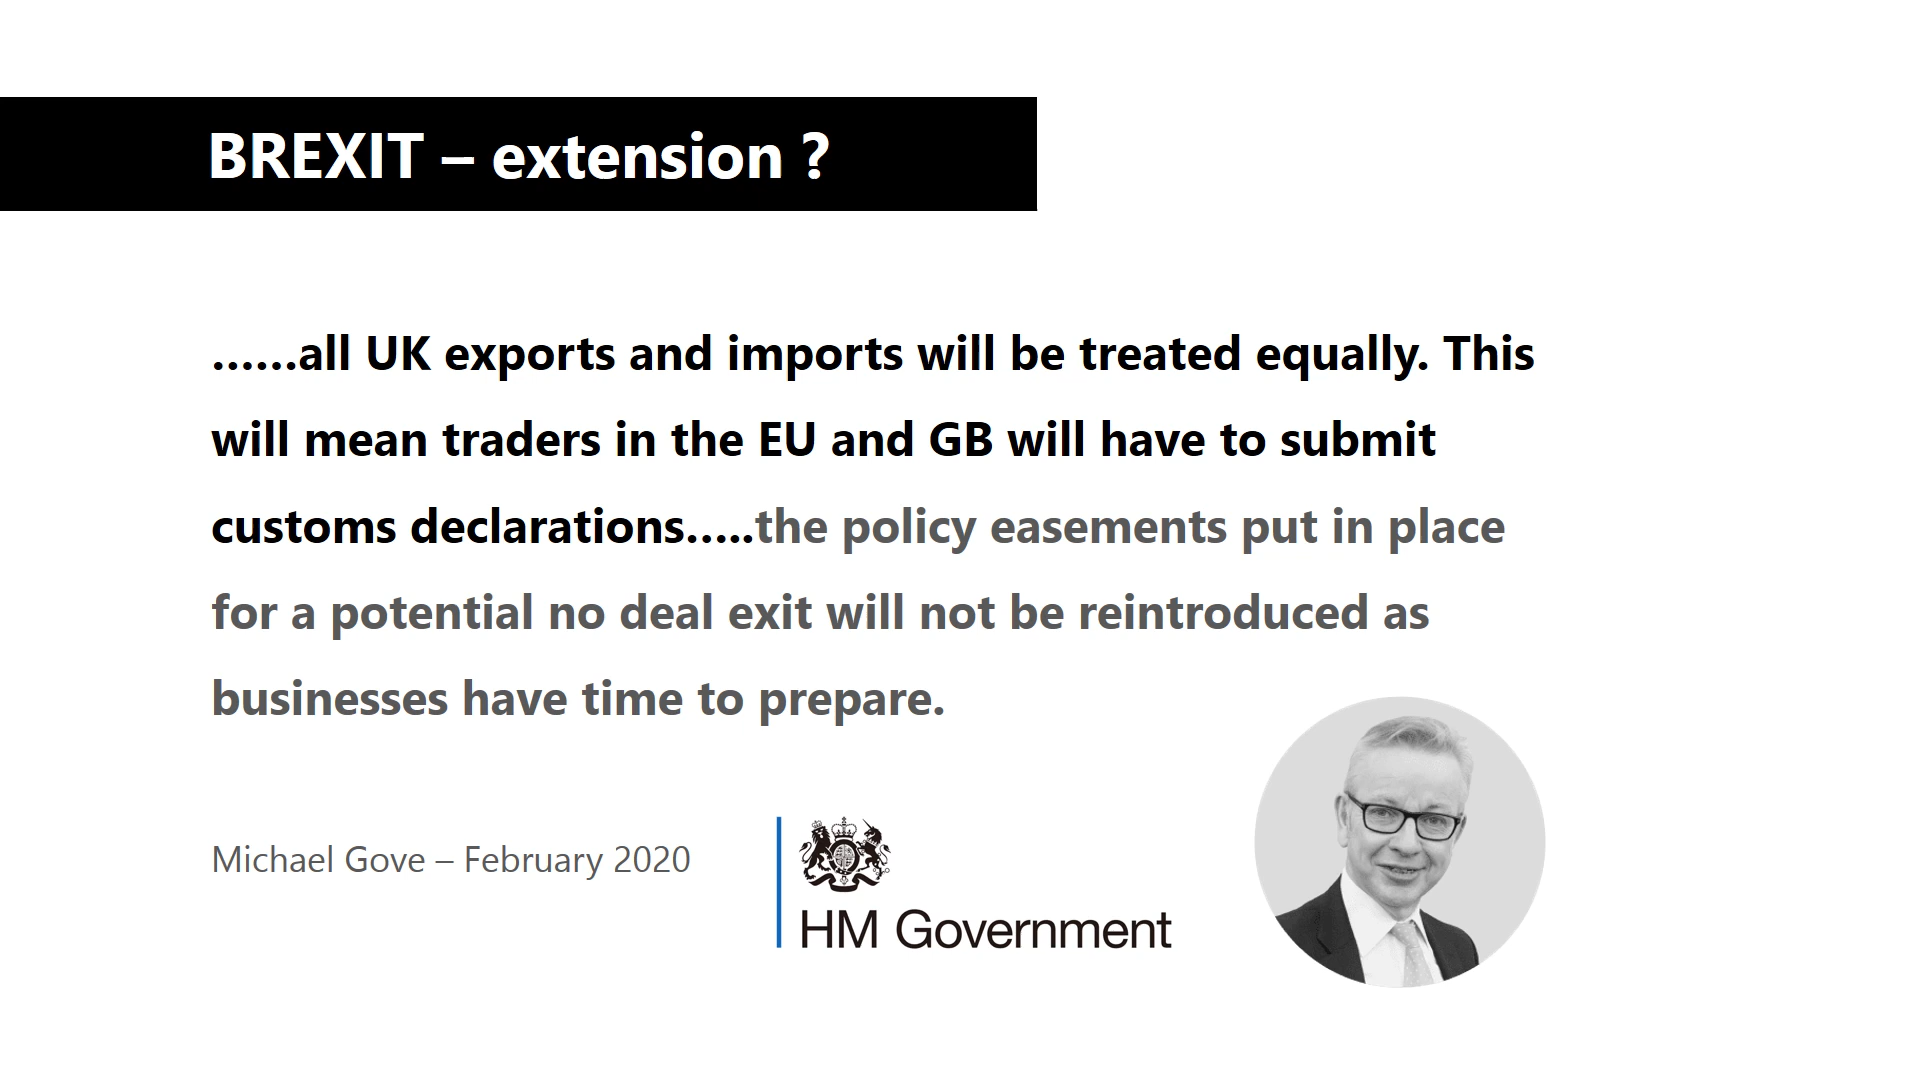 BREXIT – extension ?
……all UK exports and imports will be treated equally. This
will mean traders in the EU and GB will have to submit
customs declarations…..the policy easements put in place
for a potential no deal exit will not be reintroduced as
businesses have time to prepare.
Michael Gove – February 2020
HM Government